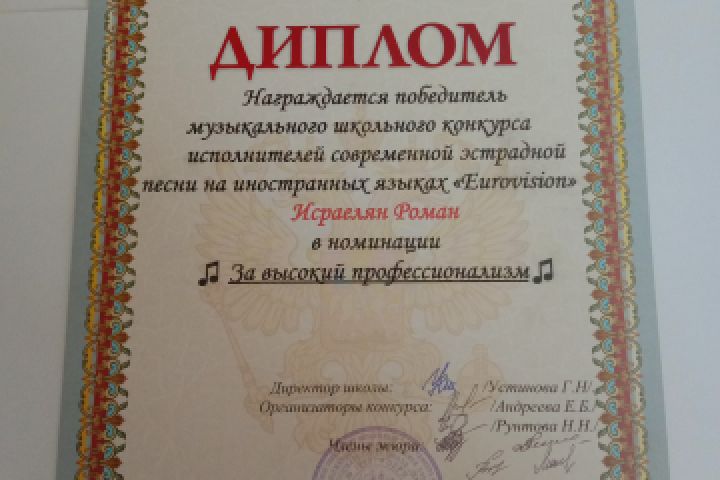 ДИПЛОМ
Награждается победитель
музыкального школьного конкурса
исполнителей современной эстрадной
песни на иностранных языках «Eurovision»
Исраелян Роман
в номинации
♫ За высокий профессионализм ♫
Директор школы: /Устинова Г.Н/
Организаторы конкурса: /Андреева Е.Б./
/Рунтова Н.Н./
Члены жюри: